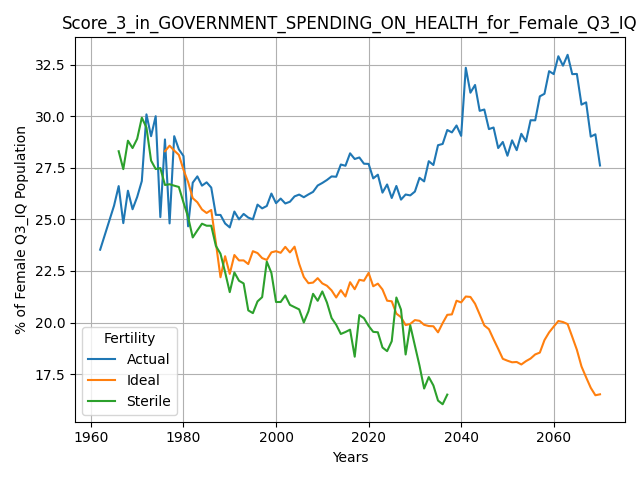 Score_3_in_GOVERNMENT_SPENDING_ON_HEALTH_for_Female_Q3_IQ
% of Female Q3_IQ Population
32.5
30.0
27.5
25.0
22.5
20.0
17.5
Fertility
Actual
Ideal
Sterile
1960
1980
2000
2020
2040
2060
Years